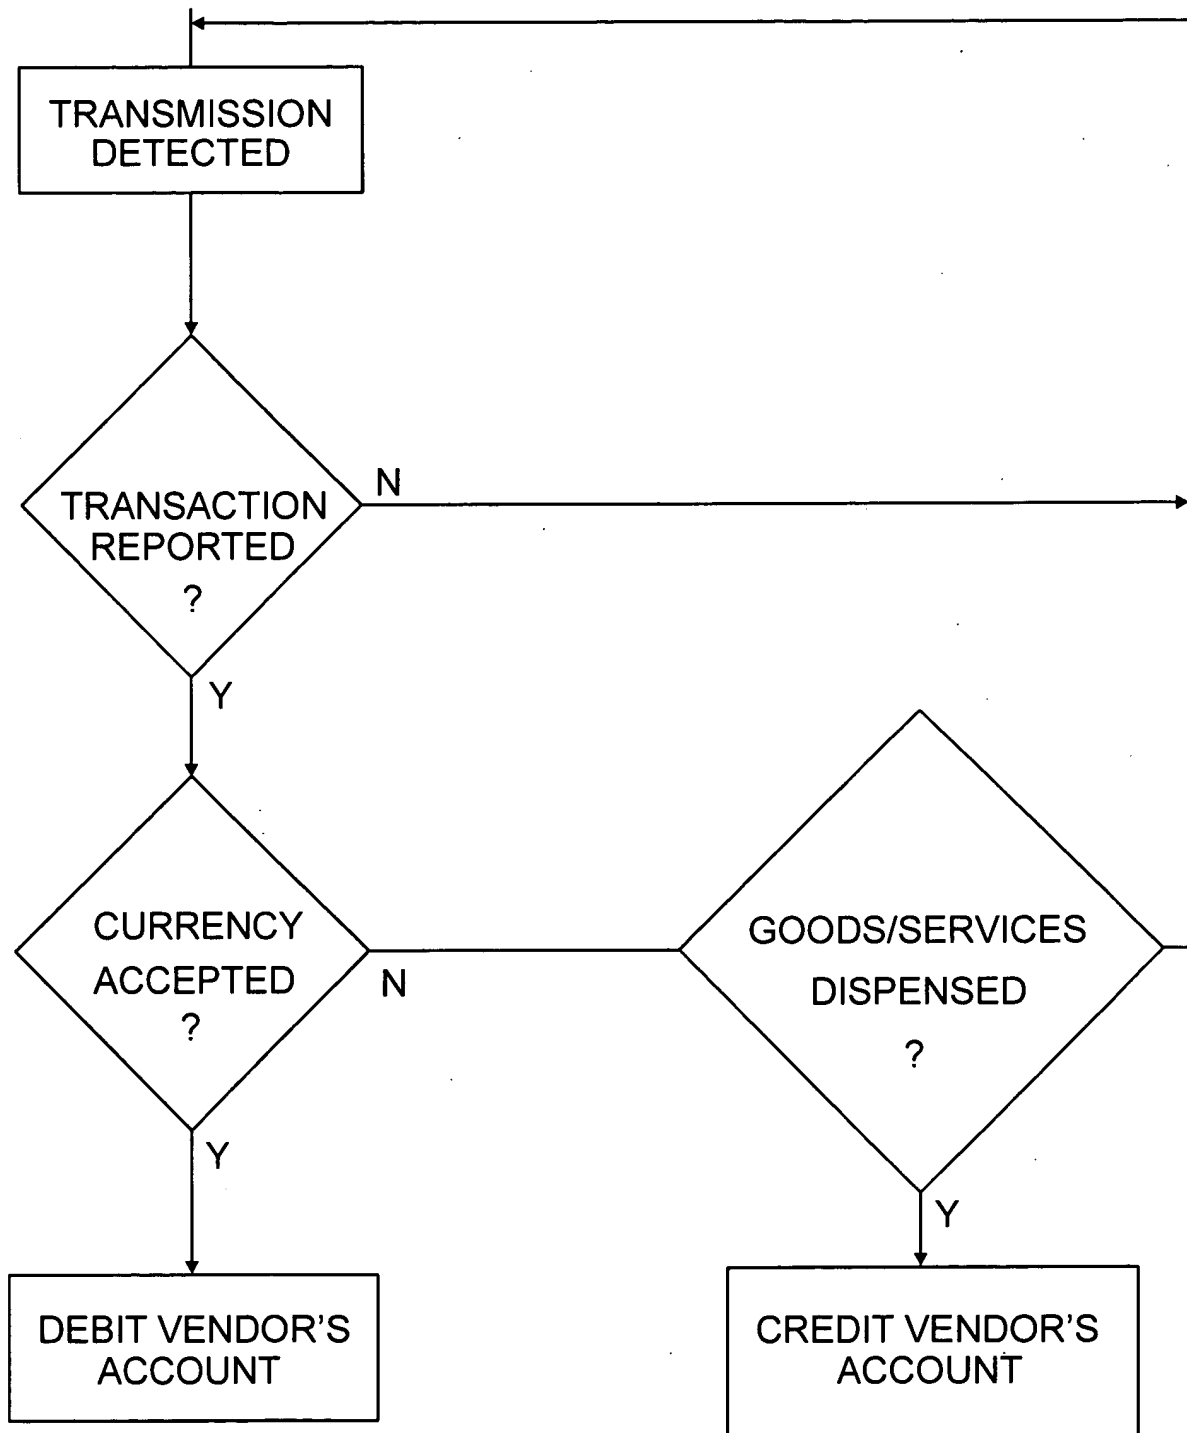 TRANSMISSION
DETECTED
N
TRANSACTION
REPORTED
?
Y
CURRENCY
ACCEPTED
?
N
Y
GOODS/SERVICES
DISPENSED
?
Y
DEBIT VENDOR'S
ACCOUNT
CREDIT VENDOR'S
ACCOUNT